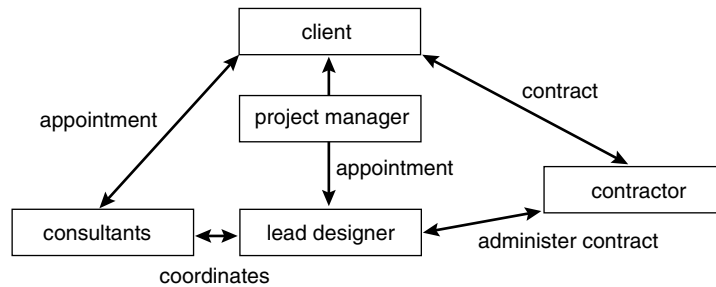 client
contract
appointment
project manager
appointment
contractor
consultants
lead designer
administer contract
coordinates